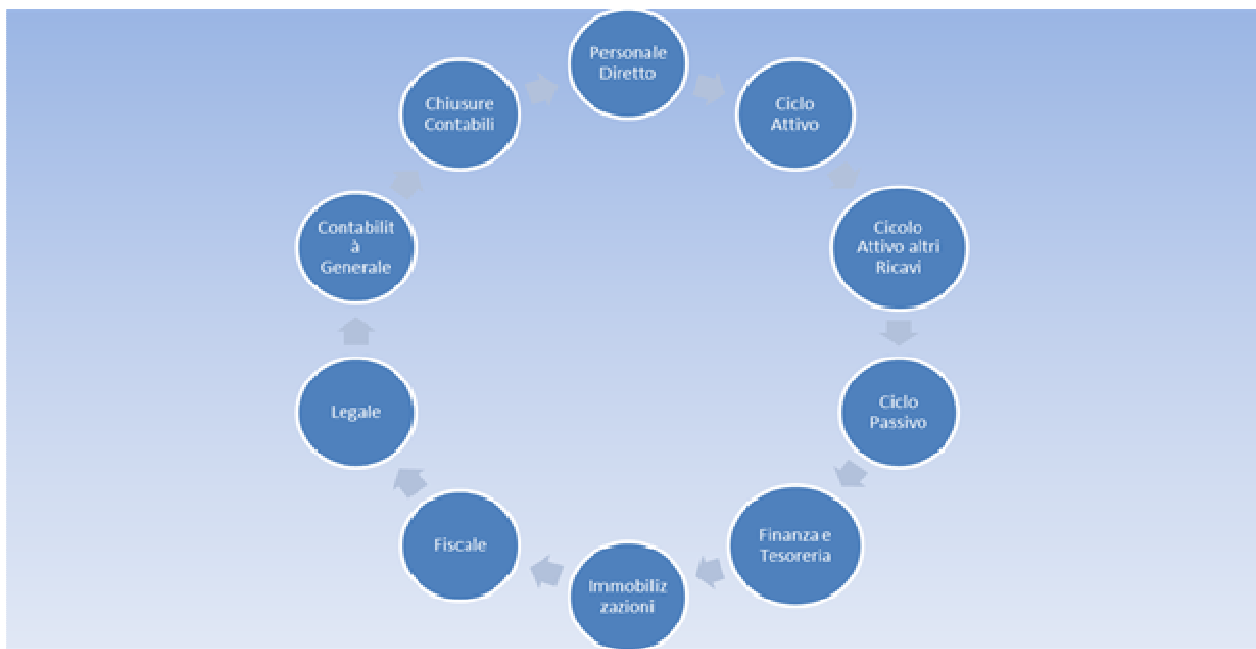 Personale
Diretto
Ciclo
Attivo
Cicolo
Attivo altri
Ricavi
Ciclo
Passivo
Finanza e
Tesoreria
Immobiliz
zazioni
Fiscale
Legale
Contabilit
à
Generale
Chiusure
Contabili